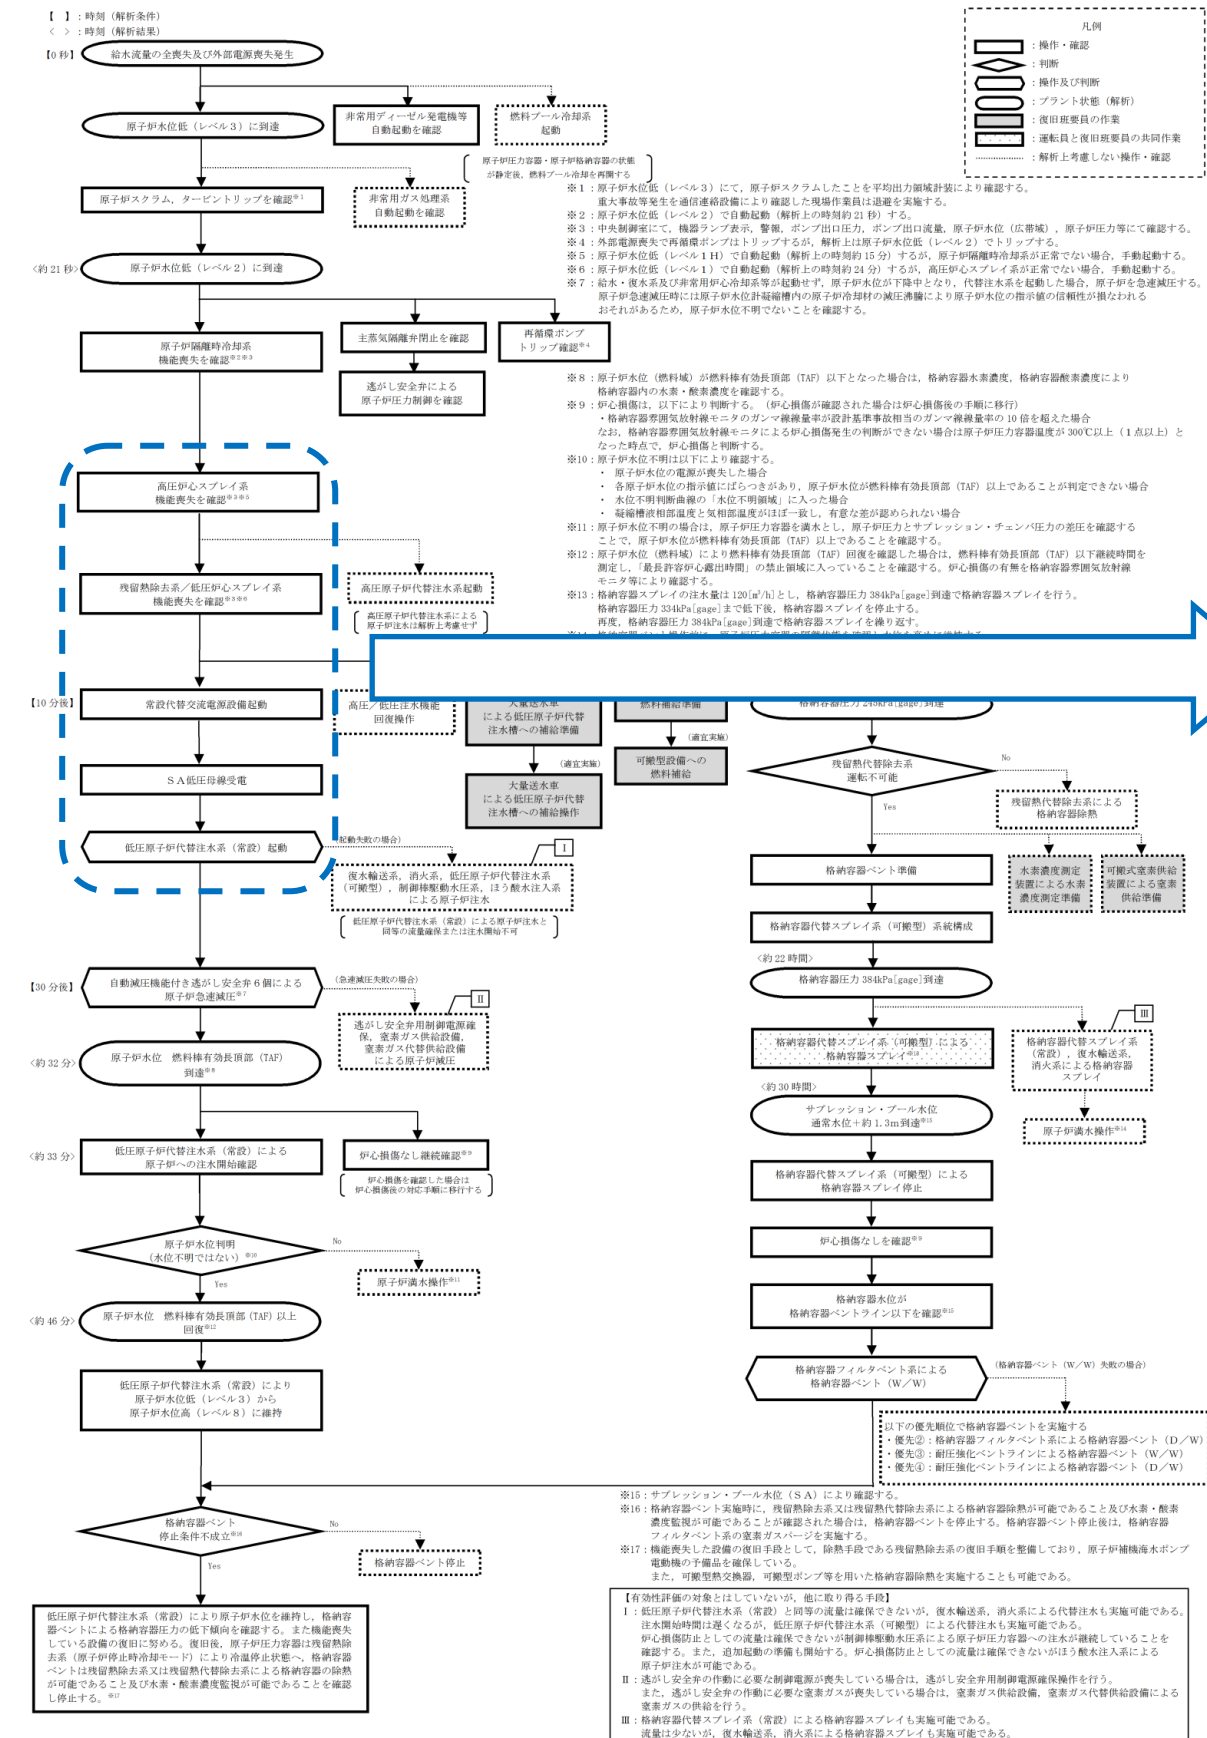 【 】：時刻（解析条件）
＜ ＞：時刻（解析結果）
【0 秒】
給水流量の全喪失及び外部電源喪失発生
原子炉水位低（レベル３）に到達
非常用ディーゼル発電機等
自動起動を確認
燃料プール冷却系
起動
原子炉圧力容器・原子炉格納容器の状態
が静定後，燃料プール冷却を再開する
原子炉スクラム，タービントリップを確認※1
非常用ガス処理系
自動起動を確認
＜約 21 秒＞
原子炉水位低（レベル２）に到達
原子炉隔離時冷却系
機能喪失を確認※2※3
主蒸気隔離弁閉止を確認
再循環ポンプ
トリップ確認※4
逃がし安全弁による
原子炉圧力制御を確認
高圧炉心スプレイ系
機能喪失を確認※3※5
残留熱除去系／低圧炉心スプレイ系
機能喪失を確認※3※6
高圧原子炉代替注水系起動
高圧原子炉代替注水系による
原子炉注水は解析上考慮せず
【10 分後】
常設代替交流電源設備起動
高圧／低圧注水機能
回復操作
ＳＡ低圧母線受電
低圧原子炉代替注水系（常設）起動
（起動失敗の場合）
Ⅰ
復水輸送系，消火系，低圧原子炉代替注水系
（可搬型），制御棒駆動水圧系，ほう酸水注入系
による原子炉注水
低圧原子炉代替注水系（常設）による原子炉注水と
同等の流量確保または注水開始不可
【30 分後】
自動減圧機能付き逃がし安全弁６個による
原子炉急速減圧※7
（急速減圧失敗の場合）
Ⅱ
逃がし安全弁用制御電源確
保，窒素ガス供給設備，
窒素ガス代替供給設備
による原子炉減圧
＜約 32 分＞
原子炉水位 燃料棒有効長頂部（TAF）
到達※8
＜約 33 分＞
低圧原子炉代替注水系（常設）による
原子炉への注水開始確認
炉心損傷なし継続確認※9
炉心損傷を確認した場合は
炉心損傷後の対応手順に移行する
原子炉水位判明
（水位不明ではない）※10
No
Yes
原子炉満水操作※11
＜約 46 分＞
原子炉水位 燃料棒有効長頂部（TAF）以上
回復※12
低圧原子炉代替注水系（常設）により
原子炉水位低（レベル３）から
原子炉水位高（レベル８）に維持
格納容器ベント
停止条件不成立※16
No
Yes
格納容器ベント停止
低圧原子炉代替注水系（常設）により原子炉水位を維持し，格納容
器ベントによる格納容器圧力の低下傾向を確認する。また機能喪失
している設備の復旧に努める。復旧後，原子炉圧力容器は残留熱除
去系（原子炉停止時冷却モード）により冷温停止状態へ，格納容器
ベントは残留熱除去系又は残留熱代替除去系による格納容器の除熱
が可能であること及び水素・酸素濃度監視が可能であることを確認
し停止する。※17
凡例
：操作・確認
：判断
：操作及び判断
：プラント状態（解析）
：復旧班要員の作業
：運転員と復旧班要員の共同作業
：解析上考慮しない操作・確認
※１：原子炉水位低（レベル３）にて，原子炉スクラムしたことを平均出力領域計装により確認する。
重大事故等発生を通信連絡設備により確認した現場作業員は退避を実施する。
※２：原子炉水位低（レベル２）で自動起動（解析上の時刻約 21 秒）する。
※３：中央制御室にて，機器ランプ表示，警報，ポンプ出口圧力，ポンプ出口流量，原子炉水位（広帯域），原子炉圧力等にて確認する。
※４：外部電源喪失で再循環ポンプはトリップするが，解析上は原子炉水位低（レベル２）でトリップする。
※５：原子炉水位低（レベル１Ｈ）で自動起動（解析上の時刻約 15 分）するが，原子炉隔離時冷却系が正常でない場合，手動起動する。
※６：原子炉水位低（レベル１）で自動起動（解析上の時刻約 24 分）するが，高圧炉心スプレイ系が正常でない場合，手動起動する。
※７：給水・復水系及び非常用炉心冷却系等が起動せず，原子炉水位が下降中となり，代替注水系を起動した場合，原子炉を急速減圧する。
原子炉急速減圧時には原子炉水位計凝縮槽内の原子炉冷却材の減圧沸騰により原子炉水位の指示値の信頼性が損なわれる
おそれがあるため，原子炉水位不明でないことを確認する。
※８：原子炉水位（燃料域）が燃料棒有効長頂部（TAF）以下となった場合は，格納容器水素濃度，格納容器酸素濃度により
格納容器内の水素・酸素濃度を確認する。
※９：炉心損傷は，以下により判断する。（炉心損傷が確認された場合は炉心損傷後の手順に移行）
・格納容器雰囲気放射線モニタのガンマ線線量率が設計基準事故相当のガンマ線線量率の 10 倍を超えた場合
なお，格納容器雰囲気放射線モニタによる炉心損傷発生の判断ができない場合は原子炉圧力容器温度が 300℃以上（１点以上）と
なった時点で，炉心損傷と判断する。
※10：原子炉水位不明は以下により確認する。
・ 原子炉水位の電源が喪失した場合
・ 各原子炉水位の指示値にばらつきがあり，原子炉水位が燃料棒有効長頂部（TAF）以上であることが判定できない場合
・ 水位不明判断曲線の「水位不明領域」に入った場合
・ 凝縮槽液相部温度と気相部温度がほぼ一致し，有意な差が認められない場合
※11：原子炉水位不明の場合は，原子炉圧力容器を満水とし，原子炉圧力とサプレッション・チェンバ圧力の差圧を確認する
ことで，原子炉水位が燃料棒有効長頂部（TAF）以上であることを確認する。
※12：原子炉水位（燃料域）により燃料棒有効長頂部（TAF）回復を確認した場合は，燃料棒有効長頂部（TAF）以下継続時間を
測定し，「最長許容炉心露出時間」の禁止領域に入っていることを確認する。炉心損傷の有無を格納容器雰囲気放射線
モニタ等により確認する。
※13：格納容器スプレイの注水量は 120[m³/h]とし，格納容器圧力 384kPa[gage]到達で格納容器スプレイを行う。
格納容器圧力 334kPa[gage]まで低下後，格納容器スプレイを停止する。
再度，格納容器圧力 384kPa[gage]到達で格納容器スプレイを繰り返す。
大量送水車
による低圧原子炉代替
注水槽への補給準備
（適宜実施）
大量送水車
による低圧原子炉代替
注水槽への補給操作
燃料補給準備
（適宜実施）
可搬型設備への
燃料補給
格納容器圧力 245kPa[gage]到達
残留熱代替除去系
運転不可能
No
Yes
残留熱代替除去系による
格納容器除熱
格納容器ベント準備
水素濃度測定
装置による水素
濃度測定準備
可搬式窒素供給
装置による窒素
供給準備
格納容器代替スプレイ系（可搬型）系統構成
＜約 22 時間＞
格納容器圧力 384kPa[gage]到達
Ⅲ
格納容器代替スプレイ系（可搬型）による
格納容器スプレイ※13
格納容器代替スプレイ系
（常設），復水輸送系，
消火系による格納容器
スプレイ
＜約 30 時間＞
サプレッション・プール水位
通常水位＋約 1.3m到達※15
原子炉満水操作※14
格納容器代替スプレイ系（可搬型）による
格納容器スプレイ停止
炉心損傷なしを確認※9
格納容器水位が
格納容器ベントライン以下を確認※15
格納容器フィルタベント系による
格納容器ベント（Ｗ／Ｗ）
（格納容器ベント（Ｗ／Ｗ）失敗の場合）
以下の優先順位で格納容器ベントを実施する
・優先②：格納容器フィルタベント系による格納容器ベント（Ｄ／Ｗ）
・優先③：耐圧強化ベントラインによる格納容器ベント（Ｗ／Ｗ）
・優先④：耐圧強化ベントラインによる格納容器ベント（Ｄ／Ｗ）
※15：サプレッション・プール水位（ＳＡ）により確認する。
※16：格納容器ベント実施時に，残留熱除去系又は残留熱代替除去系による格納容器除熱が可能であること及び水素・酸素
濃度監視が可能であることが確認された場合は，格納容器ベントを停止する。格納容器ベント停止後は，格納容器
フィルタベント系の窒素ガスパージを実施する。
※17：機能喪失した設備の復旧手段として，除熱手段である残留熱除去系の復旧手順を整備しており，原子炉補機海水ポンプ
電動機の予備品を確保している。
また，可搬型熱交換器，可搬型ポンプ等を用いた格納容器除熱を実施することも可能である。
【有効性評価の対象とはしていないが，他に取り得る手段】
Ⅰ：低圧原子炉代替注水系（常設）と同等の流量は確保できないが，復水輸送系，消火系による代替注水も実施可能である。
注水開始時間は遅くなるが，低圧原子炉代替注水系（可搬型）による代替注水も実施可能である。
炉心損傷防止としての流量は確保できないが制御棒駆動水圧系による原子炉圧力容器への注水が継続していることを
確認する。また，追加起動の準備も開始する。炉心損傷防止としての流量は確保できないがほう酸水注入系による
原子炉注水が可能である。
Ⅱ：逃がし安全弁の作動に必要な制御電源が喪失している場合は，逃がし安全弁用制御電源確保操作を行う。
また，逃がし安全弁の作動に必要な窒素ガスが喪失している場合は，窒素ガス供給設備，窒素ガス代替供給設備による
窒素ガスの供給を行う。
Ⅲ：格納容器代替スプレイ系（常設）による格納容器スプレイも実施可能である。
流量は少ないが，復水輸送系，消火系による格納容器スプレイも実施可能である。